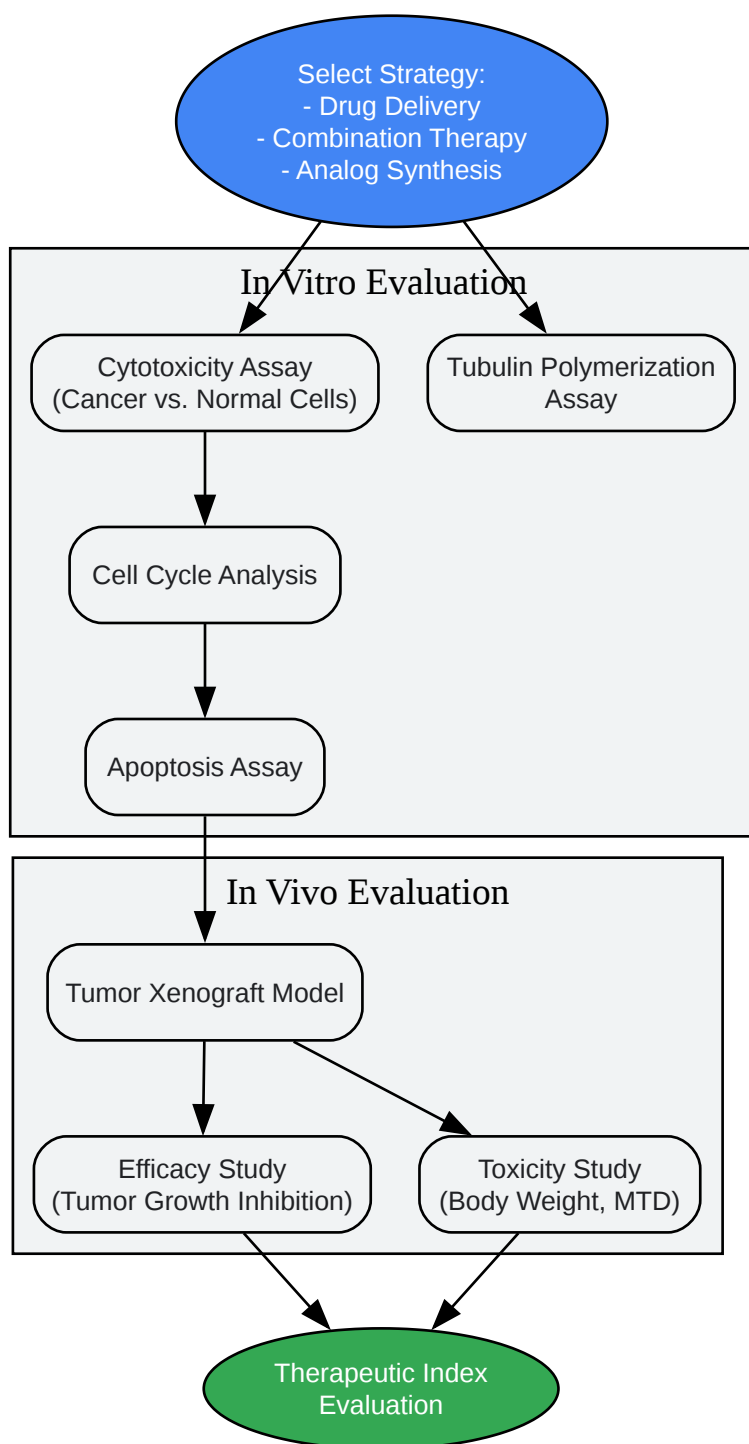 Select Strategy:
- Drug Delivery
- Combination Therapy
- Analog Synthesis
In Vitro Evaluation
Cytotoxicity Assay
(Cancer vs. Normal Cells)
Tubulin Polymerization
Assay
Cell Cycle Analysis
Apoptosis Assay
In Vivo Evaluation
Tumor Xenograft Model
Efficacy Study
(Tumor Growth Inhibition)
Toxicity Study
(Body Weight, MTD)
Therapeutic Index
Evaluation